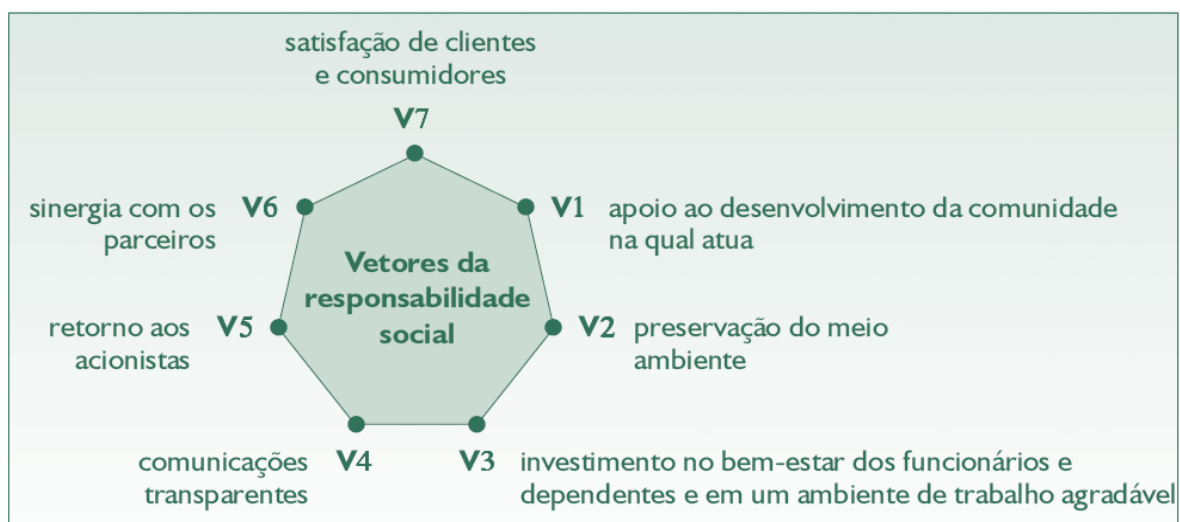 satisfação de clientes
e consumidores
V7
sinergia com os
parceiros
V6
V1 apoio ao desenvolvimento da comunidade
na qual atua
Vetores da
responsabilidade
social
retorno aos
acionistas
V5
V2 preservação do meio
ambiente
comunicações
transparentes
V4
V3 investimento no bem-estar dos funcionários e
dependentes e em um ambiente de trabalho agradável